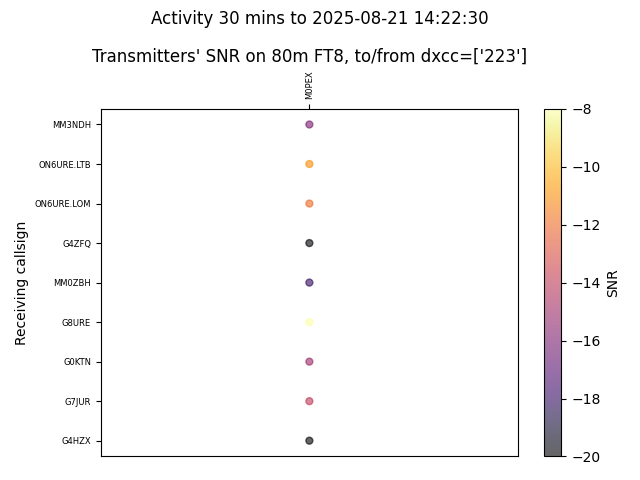 Activity 30 mins to 2025-08-21 14:22:30
Transmitters' SNR on 80m FT8, to/from dxcc=['223']
M0PEX
MM3NDH
ON6URE.LTB
ON6URE.LOM
G4ZFQ
MM0ZBH
G8URE
G0KTN
G7JUR
G4HZX
Receiving callsign
−8
−10
−12
−14
−16
−18
−20
SNR